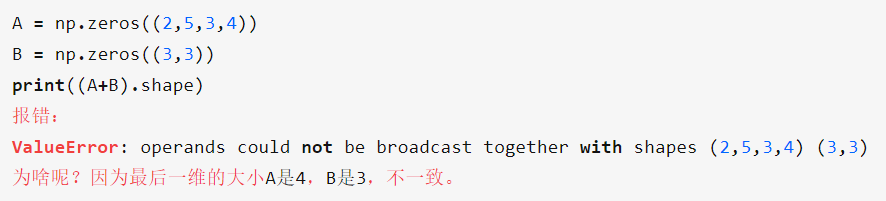 A = np.zeros((2,5,3,4))
B = np.zeros((3,3))
print((A+B).shape)
报错：
ValueError: operands could not be broadcast together with shapes (2,5,3,4) (3,3)
为啥呢？因为最后一维的大小A是4，B是3，不一致。